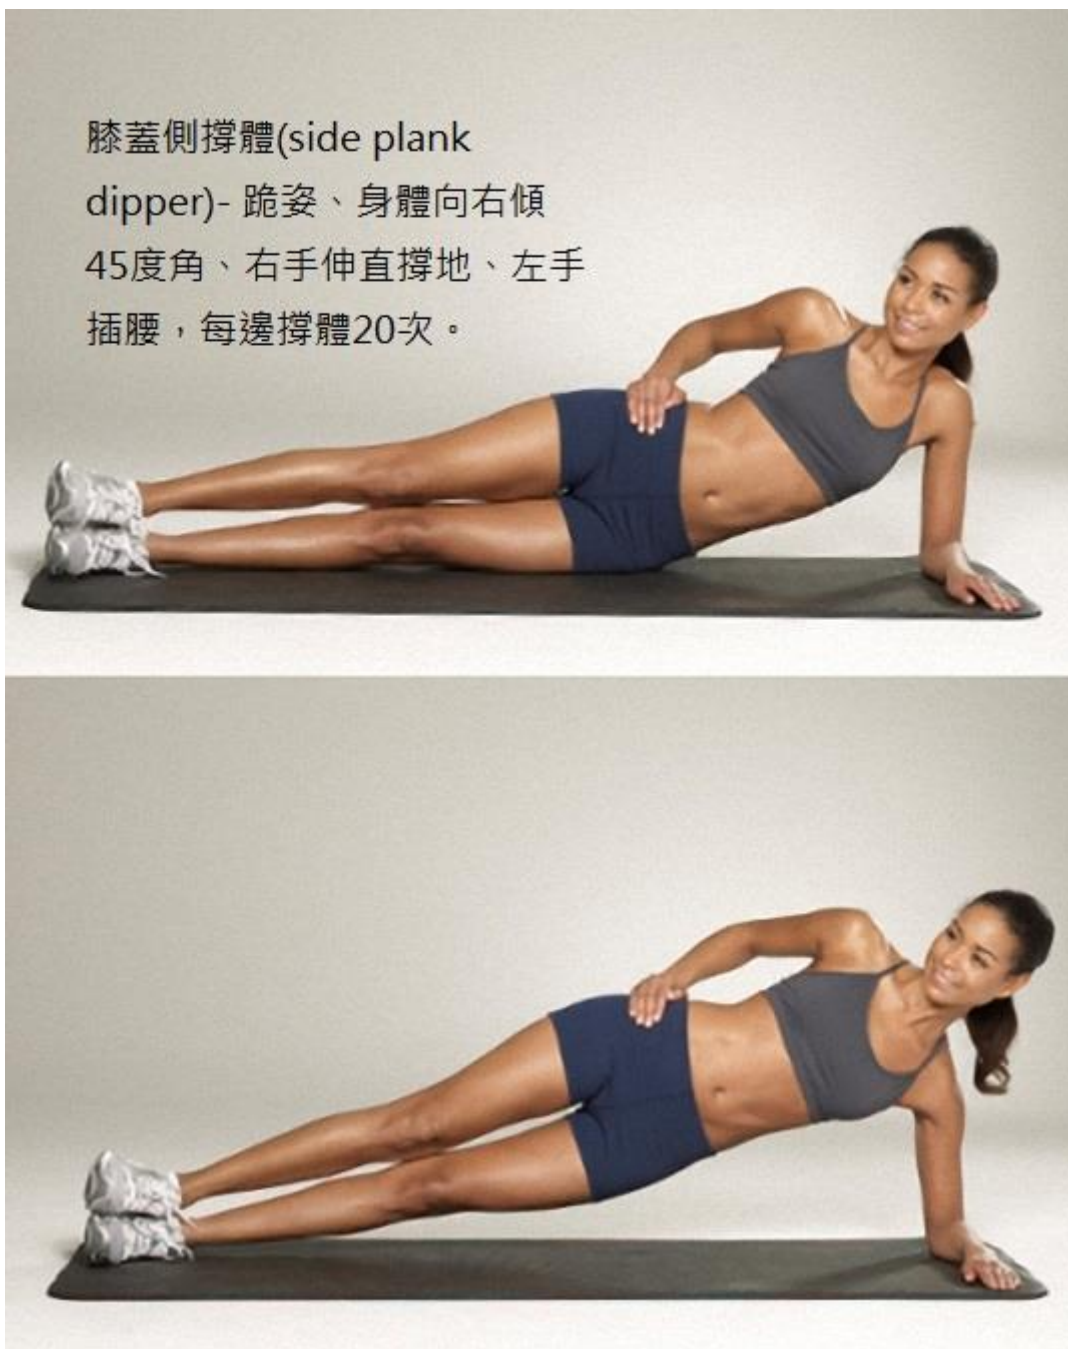 膝蓋側撐體(side plank
dipper)- 跪姿、身體向右傾
45度角、右手伸直撐地、左手
插腰，每邊撐體20次。